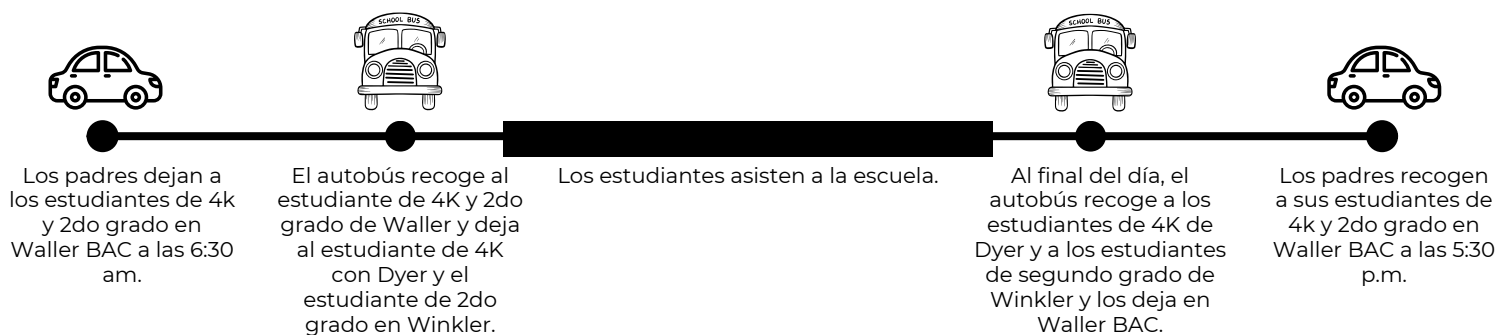 SCHOOL BUS
SCHOOL BUS
Los padres dejan a
los estudiantes de 4k
y 2do grado en
Waller BAC a las 6:30
am.
El autobús recoge al
estudiante de 4K y 2do
grado de Waller y deja
al estudiante de 4K
con Dyer y el
estudiante de 2do
grado en Winkler.
Los estudiantes asisten a la escuela.
Al final del día, el
autobús recoge a los
estudiantes de 4K de
Dyer y a los estudiantes
de segundo grado de
Winkler y los deja en
Waller BAC.
Los padres recogen
a sus estudiantes de
4k y 2do grado en
Waller BAC a las 5:30
p.m.